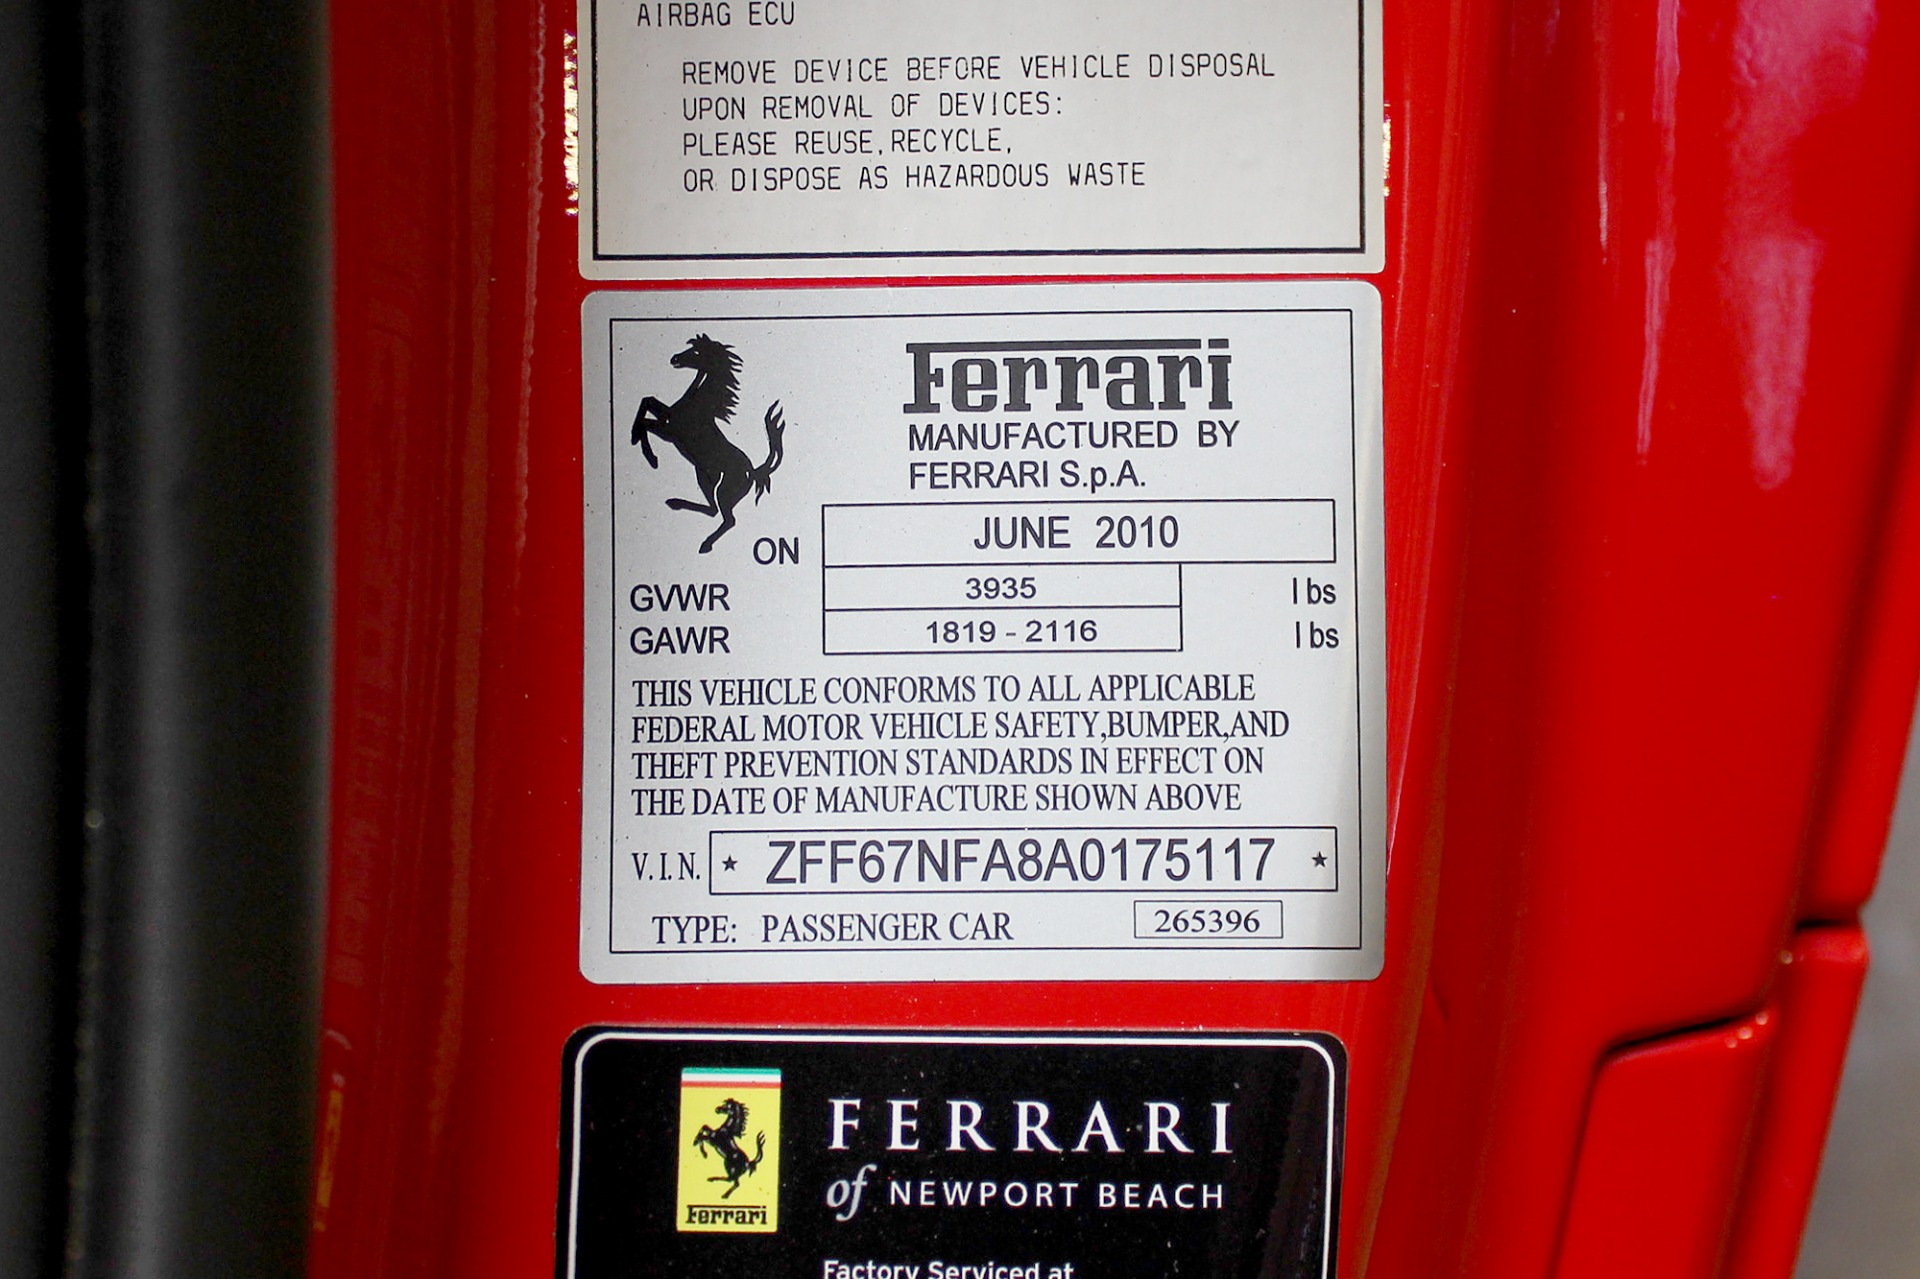 AIRBAG ECU
REMOVE DEVICE BEFORE VEHICLE DISPOSAL
UPON REMOVAL OF DEVICES:
PLEASE REUSE, RECYCLE,
OR DISPOSE AS HAZARDOUS WASTE
Ferrari
MANUFACTURED BY
FERRARI S.p.A.
ON JUNE 2010
GVWR 3935 lbs
GAWR 1819 - 2116 lbs
THIS VEHICLE CONFORMS TO ALL APPLICABLE
FEDERAL MOTOR VEHICLE SAFETY,BUMPER,AND
THEFT PREVENTION STANDARDS IN EFFECT ON
THE DATE OF MANUFACTURE SHOWN ABOVE
V.I.N. ★ ZFF67NFA8A0175117 ★
TYPE: PASSENGER CAR 265396
Ferrari
FERRARI
of NEWPORT BEACH
Factory Serviced at